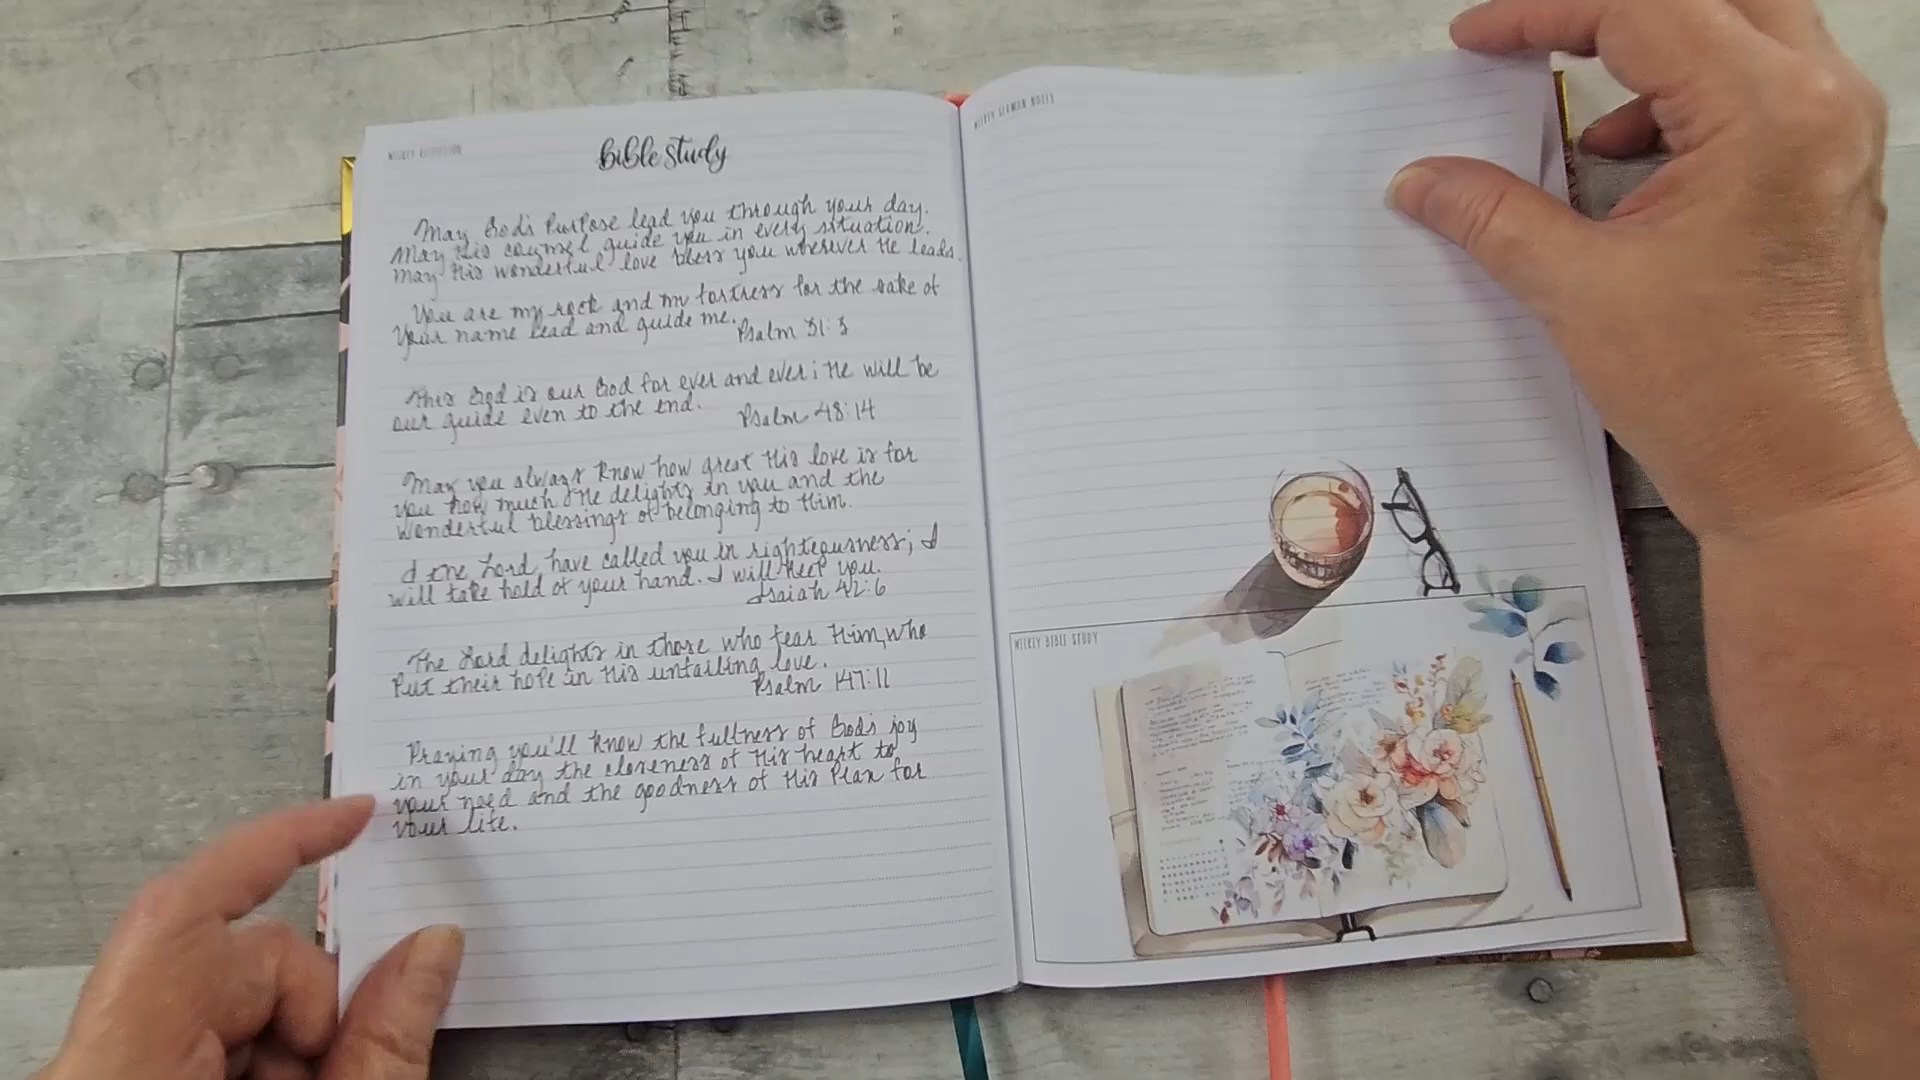 WEEKLY REFLECTION
Bible Study
May God's Purpose lead you through your day.
May His counsel guide you in every situation.
May His wonderful love bless you wherever He leads.
You are my rock and my fortress for the sake of
Your name lead and guide me.
Psalm 31:3
This God is our God for ever and ever; He will be
our guide even to the end.
Psalm 48:14
May you always know how great His love is for
you how much He delights in you and the
wonderful blessings of belonging to Him.
I the Lord, have called you in righteousness; I
will take hold of your hand. I will keep you.
Isaiah 42:6
The Lord delights in those who fear Him, who
Put their hope in His unfailing love.
Psalm 147:11
Praying you'll know the fullness of God's joy
in your day the closeness of His heart to
your need and the goodness of His Plan for
your life.
WEEKLY SERMON NOTES
WEEKLY BIBLE STUDY